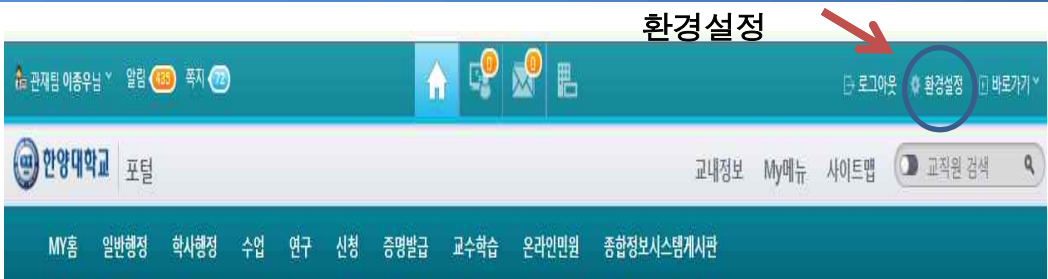 환경설정
관재팀 이종우님 알림 435 쪽지 72 0 0 로그아웃 환경설정 바로가기
한양대학교 포털 교내정보 My메뉴 사이트맵 교직원 검색
MY홈 일반행정 학사행정 수업 연구 신청 증명발급 교수학습 온라인민원 종합정보시스템게시판